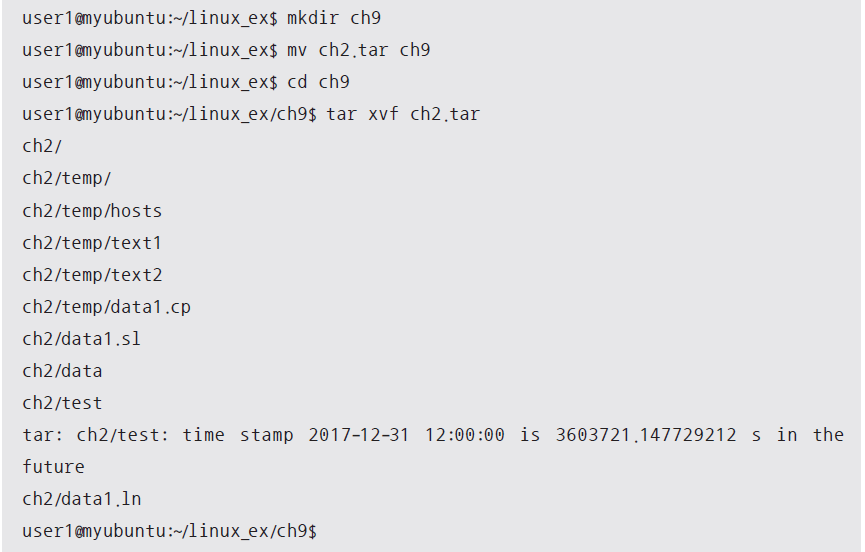 user1@myubuntu:~/linux_ex$ mkdir ch9
user1@myubuntu:~/linux_ex$ mv ch2.tar ch9
user1@myubuntu:~/linux_ex$ cd ch9
user1@myubuntu:~/linux_ex/ch9$ tar xvf ch2.tar
ch2/
ch2/temp/
ch2/temp/hosts
ch2/temp/text1
ch2/temp/text2
ch2/temp/data1.cp
ch2/data1.sl
ch2/data
ch2/test
tar: ch2/test: time stamp 2017-12-31 12:00:00 is 3603721.147729212 s in the
future
ch2/data1.ln
user1@myubuntu:~/linux_ex/ch9$